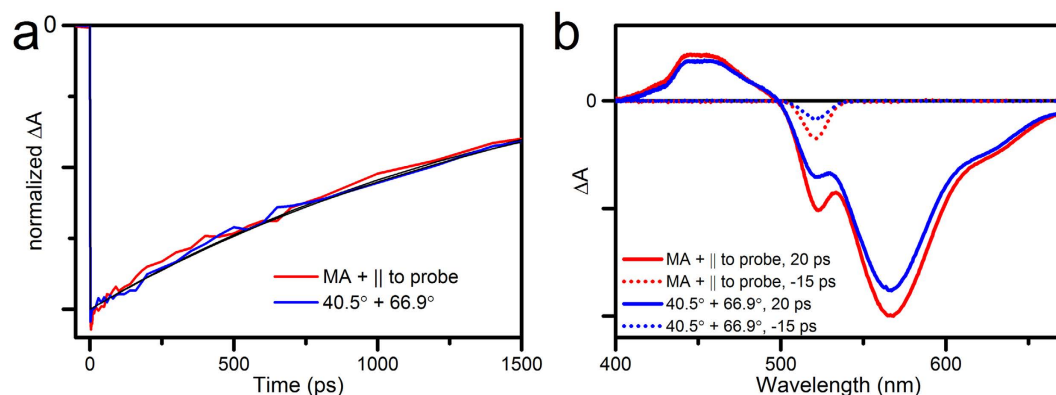 a
0
normalized ΔA
MA + || to probe
40.5° + 66.9°
0
500
1000
1500
Time (ps)
b
0
ΔA
MA + || to probe, 20 ps
MA + || to probe, -15 ps
40.5° + 66.9°, 20 ps
40.5° + 66.9°, -15 ps
400
500
600
Wavelength (nm)